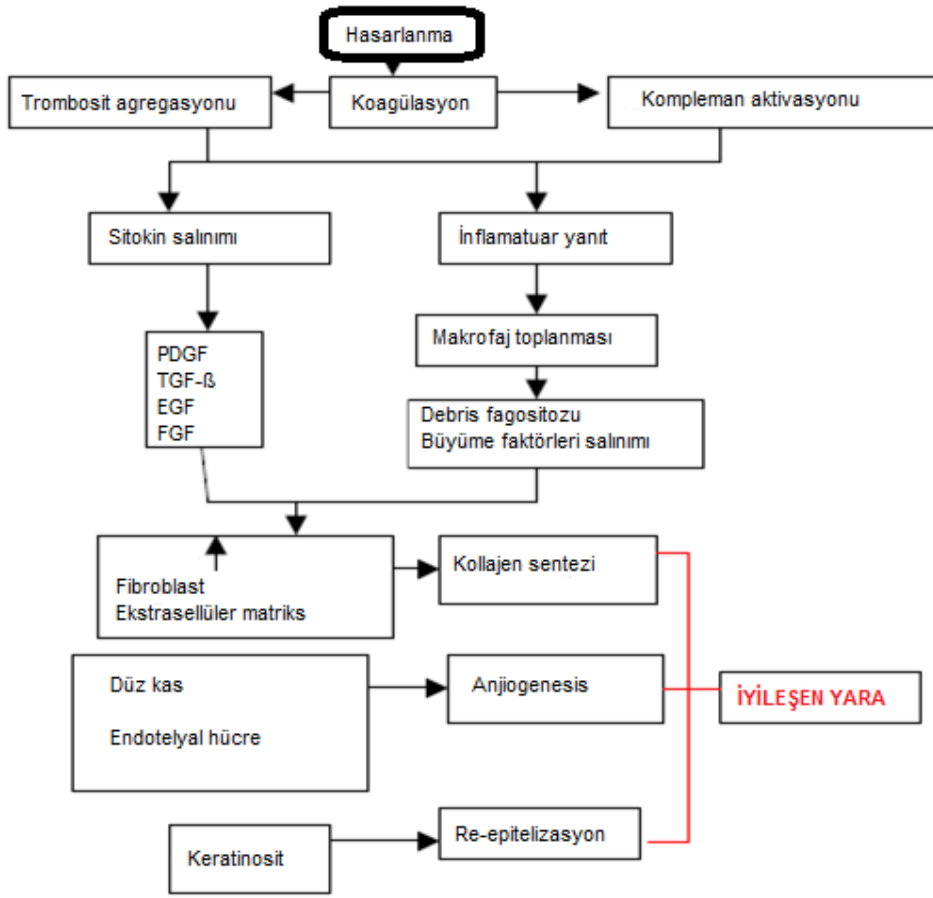 Hasarlanma
Trombosit agregasyonu
Koagülasyon
Kompleman aktivasyonu
Sitokin salınımı
İnflamatuar yanıt
Makrofaj toplanması
PDGF
TGF-ß
EGF
FGF
Debris fagositozu
Büyüme faktörleri salınımı
Fibroblast
Ekstrasellüler matriks
Kollajen sentezi
Düz kas
Endotelyal hücre
Anjiogenesis
İYİLEŞEN YARA
Keratinosit
Re-epitelizasyon